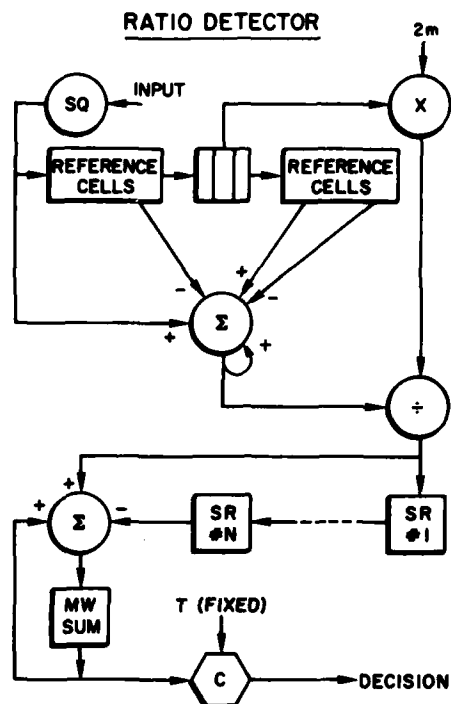 RATIO DETECTOR
2m
SQ
INPUT
X
REFERENCE
CELLS
REFERENCE
CELLS
+
-
-
Σ
+
+
÷
+
+
Σ
-
SR
#N
SR
#1
MW
SUM
T (FIXED)
C
DECISION